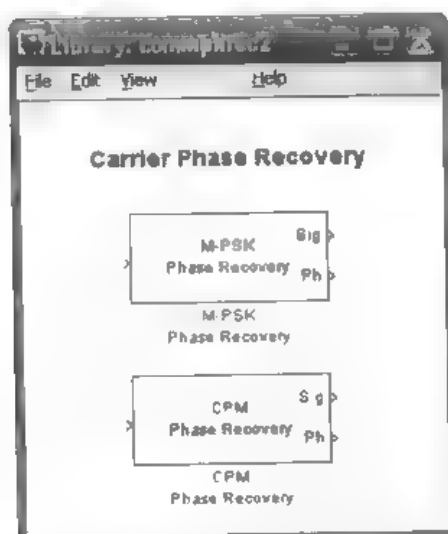 File Edit View Help
Carrier Phase Recovery
M-PSK
Phase Recovery
Sig
Ph
M-PSK
Phase Recovery
CPM
Phase Recovery
Sig
Ph
CPM
Phase Recovery